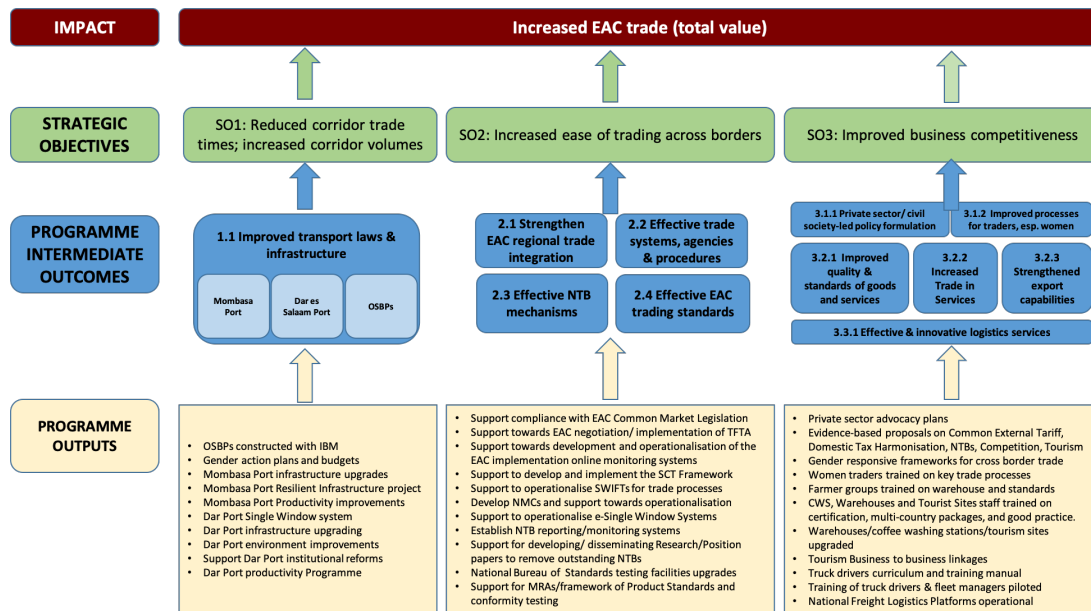 IMPACT
Increased EAC trade (total value)
STRATEGIC
OBJECTIVES
SO1: Reduced corridor trade
times; increased corridor volumes
SO2: Increased ease of trading across borders
SO3: Improved business competitiveness
PROGRAMME
INTERMEDIATE
OUTCOMES
1.1 Improved transport laws &
infrastructure
Mombasa
Port
Dar es
Salaam Port
OSBPs
2.1 Strengthen
EAC regional trade
integration
2.2 Effective trade
systems, agencies
& procedures
2.3 Effective NTB
mechanisms
2.4 Effective EAC
trading standards
3.1.1 Private sector/ civil
society-led policy formulation
3.1.2 Improved processes
for traders, esp. women
3.2.1 Improved
quality &
standards of goods
and services
3.2.2
Increased
Trade in
Services
3.2.3
Strengthened
export
capabilities
3.3.1 Effective & innovative logistics services
PROGRAMME
OUTPUTS
• OSBPs constructed with IBM
• Gender action plans and budgets
• Mombasa Port infrastructure upgrades
• Mombasa Port Resilient Infrastructure project
• Mombasa Port Productivity improvements
• Dar Port Single Window system
• Dar Port infrastructure upgrading
• Dar Port environment improvements
• Support Dar Port institutional reforms
• Dar Port productivity Programme
• Support compliance with EAC Common Market Legislation
• Support towards EAC negotiation/ implementation of TFTA
• Support towards development and operationalisation of the
EAC implementation online monitoring systems
• Support to develop and implement the SCT Framework
• Support to operationalise SWIFTs for trade processes
• Develop NMCs and support towards operationalisation
• Support to operationalise e-Single Window Systems
• Establish NTB reporting/monitoring systems
• Support for developing/ disseminating Research/Position
papers to remove outstanding NTBs
• National Bureau of Standards testing facilities upgrades
• Support for MRAs/framework of Product Standards and
conformity testing
• Private sector advocacy plans
• Evidence-based proposals on Common External Tariff,
Domestic Tax Harmonisation, NTBs, Competition, Tourism
• Gender responsive frameworks for cross border trade
• Women traders trained on key trade processes
• Farmer groups trained on warehouse and standards
• CWS, Warehouses and Tourist Sites staff trained on
certification, multi-country packages, and good practice.
• Warehouses/coffee washing stations/tourism sites
upgraded
• Tourism Business to business linkages
• Truck drivers curriculum and training manual
• Training of truck drivers & fleet managers piloted
• National Freight Logistics Platforms operational